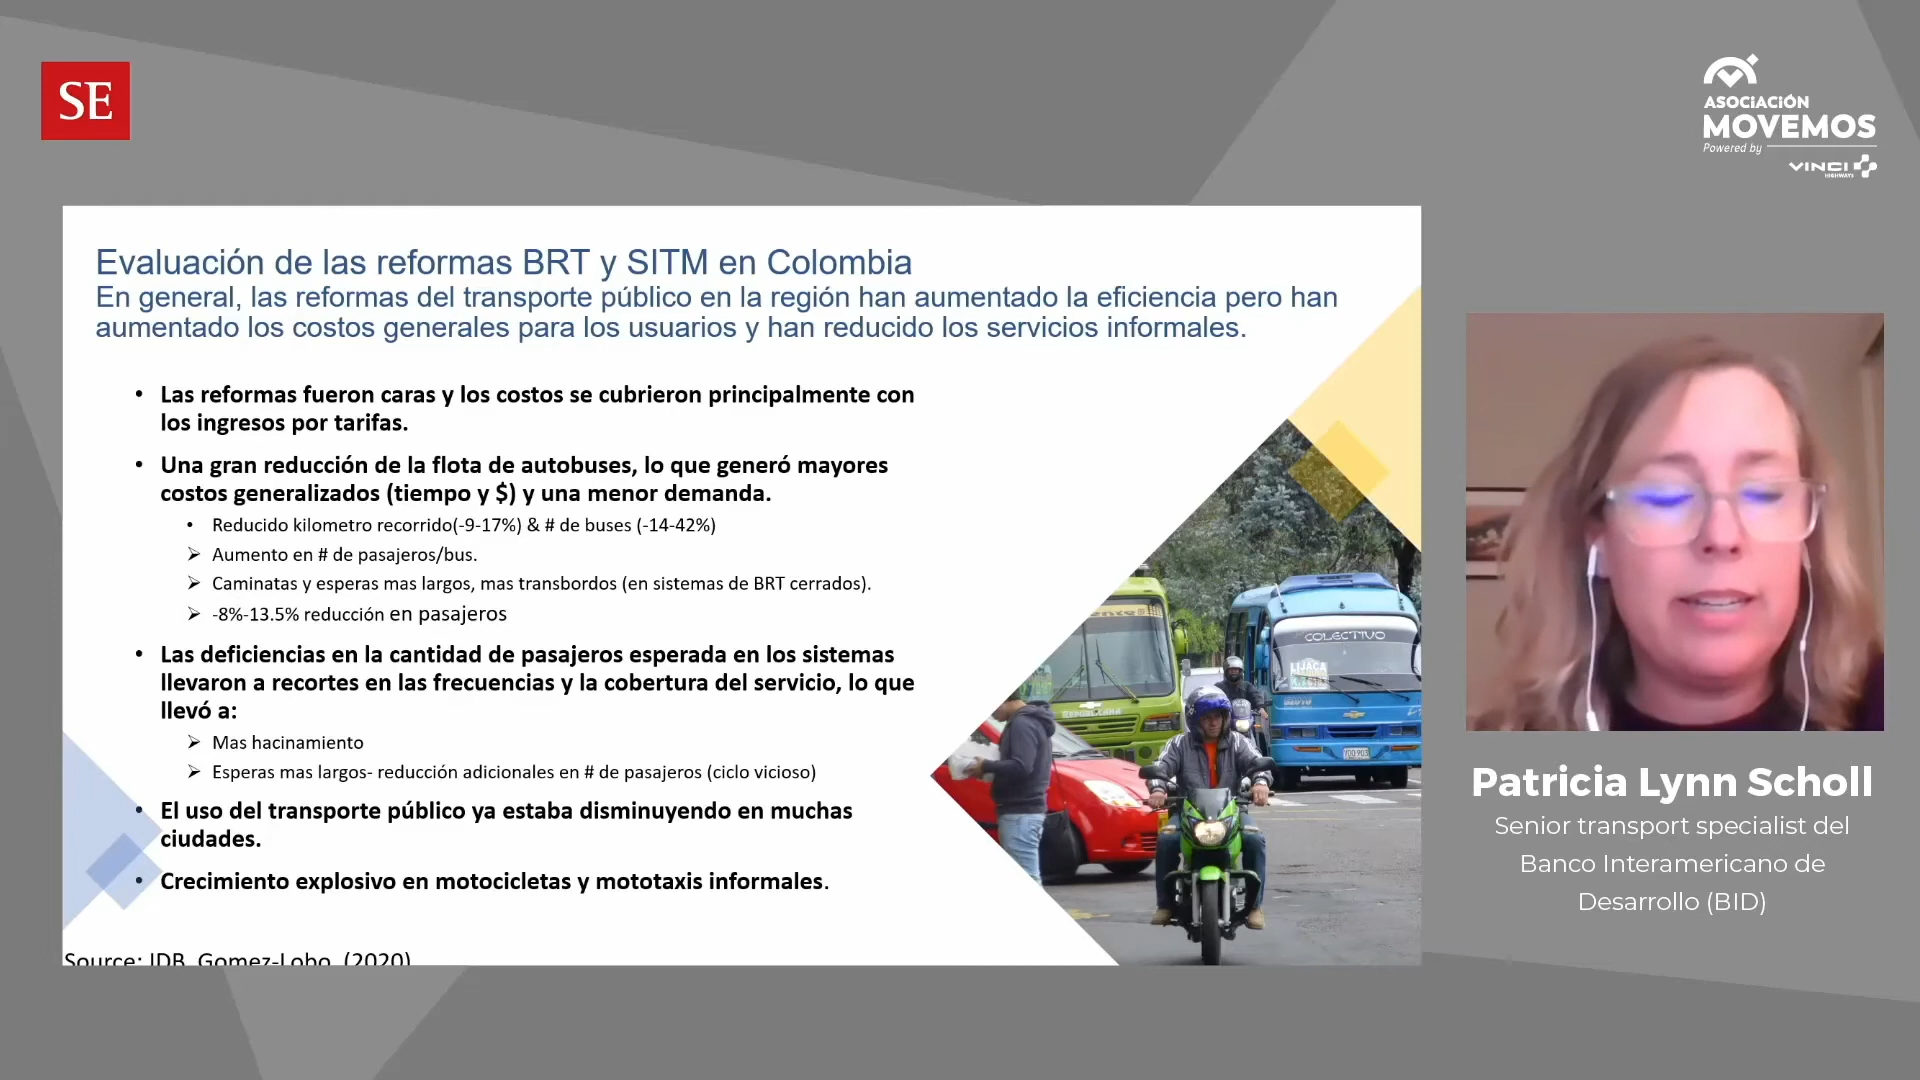 SE
ASOCIACIÓN
MOVEMOS
Powered by
VINCI
HIGHWAYS
Evaluación de las reformas BRT y SITM en Colombia
En general, las reformas del transporte público en la región han aumentado la eficiencia pero han
aumentado los costos generales para los usuarios y han reducido los servicios informales.
• Las reformas fueron caras y los costos se cubrieron principalmente con
los ingresos por tarifas.
• Una gran reducción de la flota de autobuses, lo que generó mayores
costos generalizados (tiempo y $) y una menor demanda.
• Reducido kilometro recorrido(-9-17%) & # de buses (-14-42%)
➢ Aumento en # de pasajeros/bus.
➢ Caminatas y esperas mas largos, mas transbordos (en sistemas de BRT cerrados).
➢ -8%-13.5% reducción en pasajeros
• Las deficiencias en la cantidad de pasajeros esperada en los sistemas
llevaron a recortes en las frecuencias y la cobertura del servicio, lo que
llevó a:
➢ Mas hacinamiento
➢ Esperas mas largos- reducción adicionales en # de pasajeros (ciclo vicioso)
• El uso del transporte público ya estaba disminuyendo en muchas
ciudades.
• Crecimiento explosivo en motocicletas y mototaxis informales.
Source: IDB, Gomez-Lobo, (2020)
COLECTIVO
REPUBLICANA
Patricia Lynn Scholl
Senior transport specialist del
Banco Interamericano de
Desarrollo (BID)